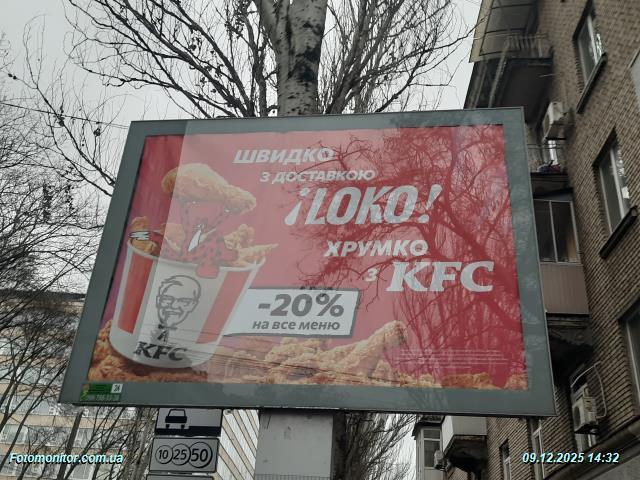 ШВИДКО
З ДОСТАВКОЮ
¡LOKO!
ХРУМКО
З KFC
-20%
на все меню
KFC
10 25 50
Fotomonitor.com.ua
09.12.2025 14:32